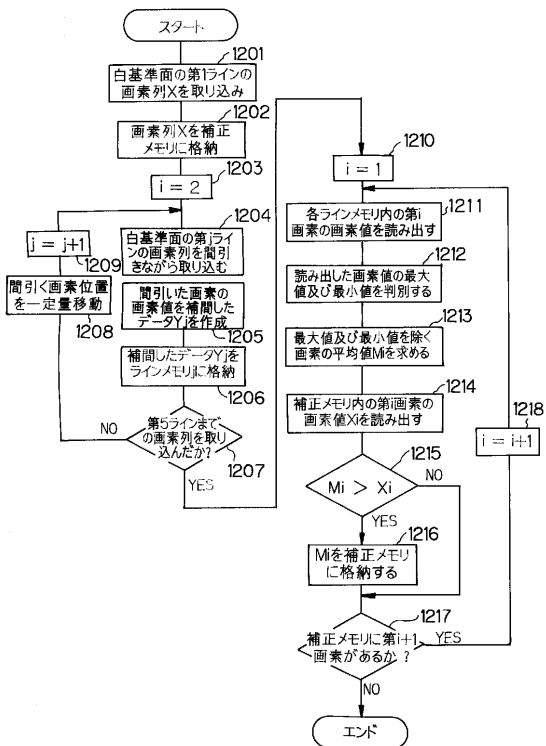 スタート
1201
白基準面の第1ラインの
画素列Xを取り込み
1202
画素列Xを補正
メモリに格納
1203
i=2
1204
白基準面の第jライ
ンの画素列を間引
きながら取り込む
j=j+1
1209
間引く画素位置
を一定量移動
1208
間引いた画素の
画素値を補間した
データYjを作成
1205
補間したデータYjを
ラインメモリjに格納
1206
第5ラインまで
の画素列を取り
込んだか?
1207
NO
YES
1210
i=1
1211
各ラインメモリ内の第i
画素の画素値を読み出す
1212
読み出した画素値の最大
値及び最小値を判別する
1213
最大値及び最小値を除く
画素の平均値Miを求める
1214
補正メモリ内の第i画素の
画素値Xiを読み出す
1215
Mi > Xi
NO
YES
1216
Miを補正メモリ
に格納する
1217
補正メモリに第i+1
画素があるか?
YES
NO
1218
i=i+1
エンド